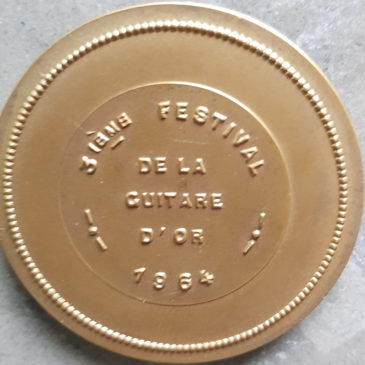 3IÈME FESTIVAL
DE LA
GUITARE
D'OR
1964